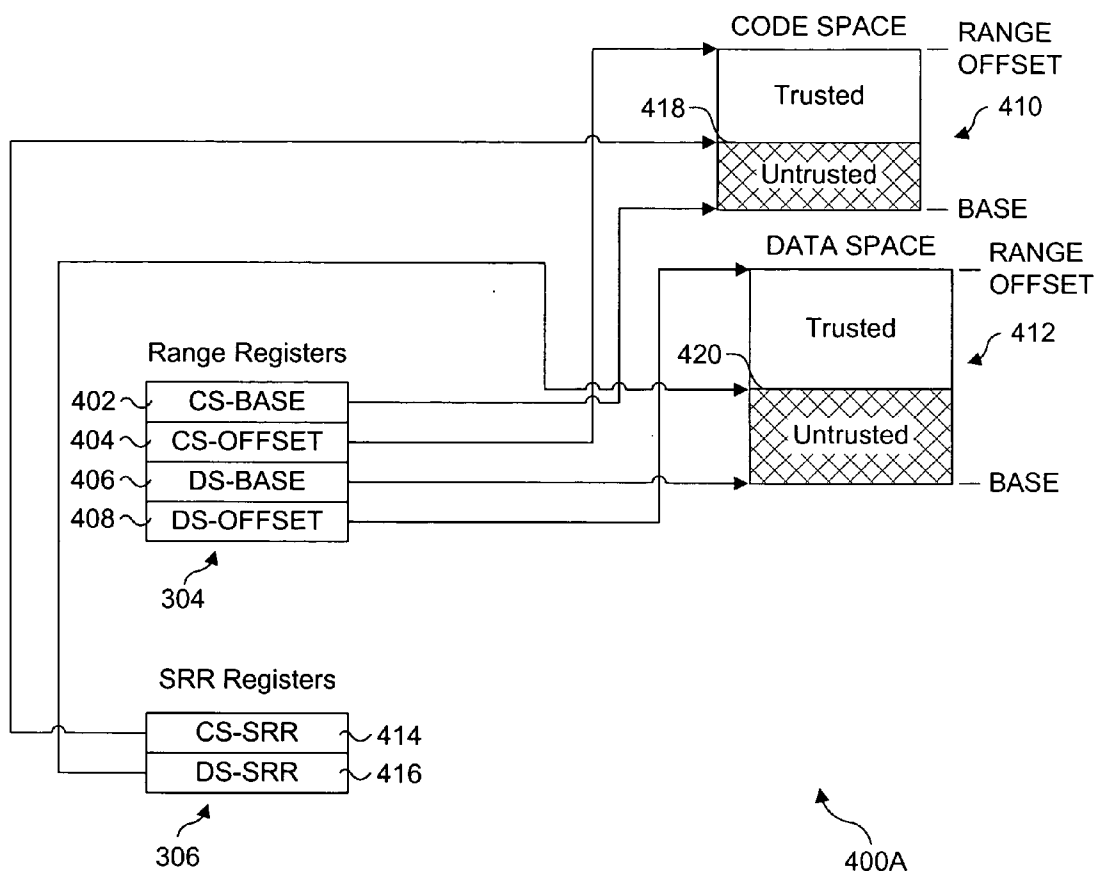 CODE SPACE
RANGE
OFFSET
Trusted
418
410
Untrusted
BASE
DATA SPACE
RANGE
OFFSET
Trusted
412
420
Untrusted
BASE
Range Registers
402 CS-BASE
404 CS-OFFSET
406 DS-BASE
408 DS-OFFSET
304
SRR Registers
CS-SRR 414
DS-SRR 416
306
400A